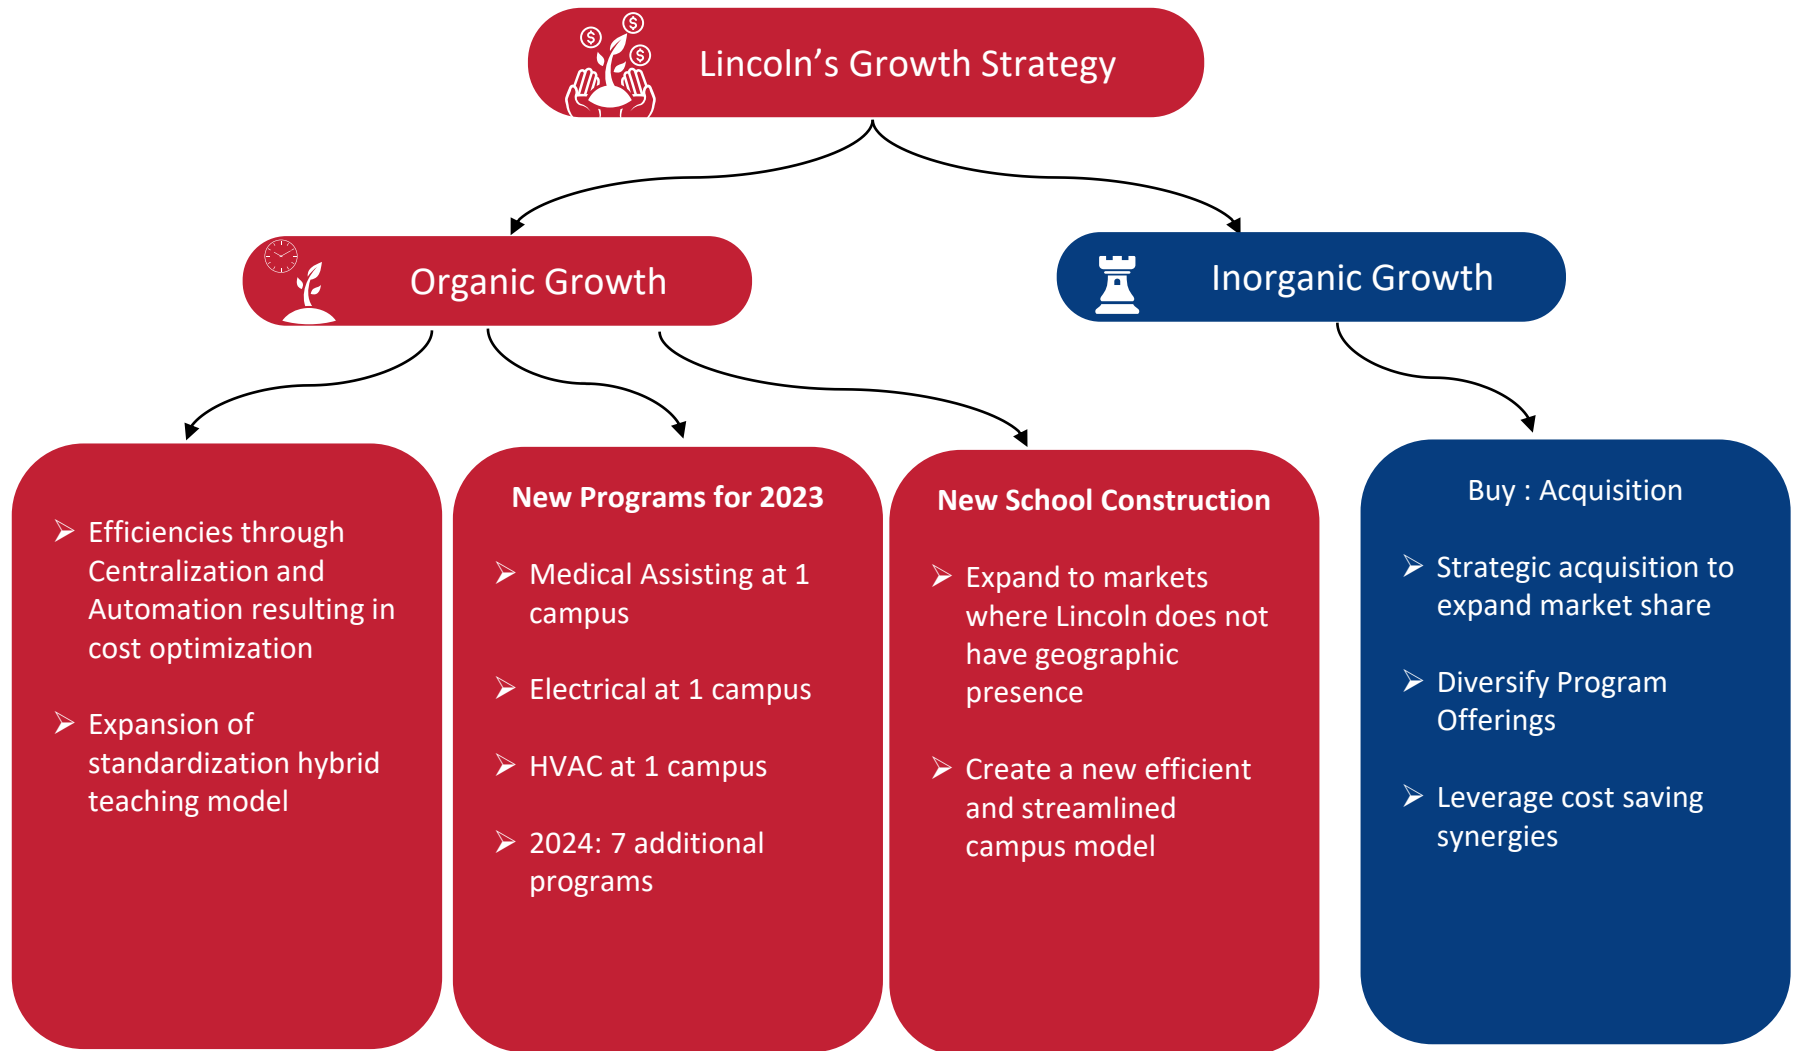 Lincoln's Growth Strategy
Organic Growth
Inorganic Growth
➢ Efficiencies through
Centralization and
Automation resulting in
cost optimization
➢ Expansion of
standardization hybrid
teaching model
New Programs for 2023
➢ Medical Assisting at 1
campus
➢ Electrical at 1 campus
➢ HVAC at 1 campus
➢ 2024: 7 additional
programs
New School Construction
➢ Expand to markets
where Lincoln does not
have geographic
presence
➢ Create a new efficient
and streamlined
campus model
Buy : Acquisition
➢ Strategic acquisition to
expand market share
➢ Diversify Program
Offerings
➢ Leverage cost saving
synergies